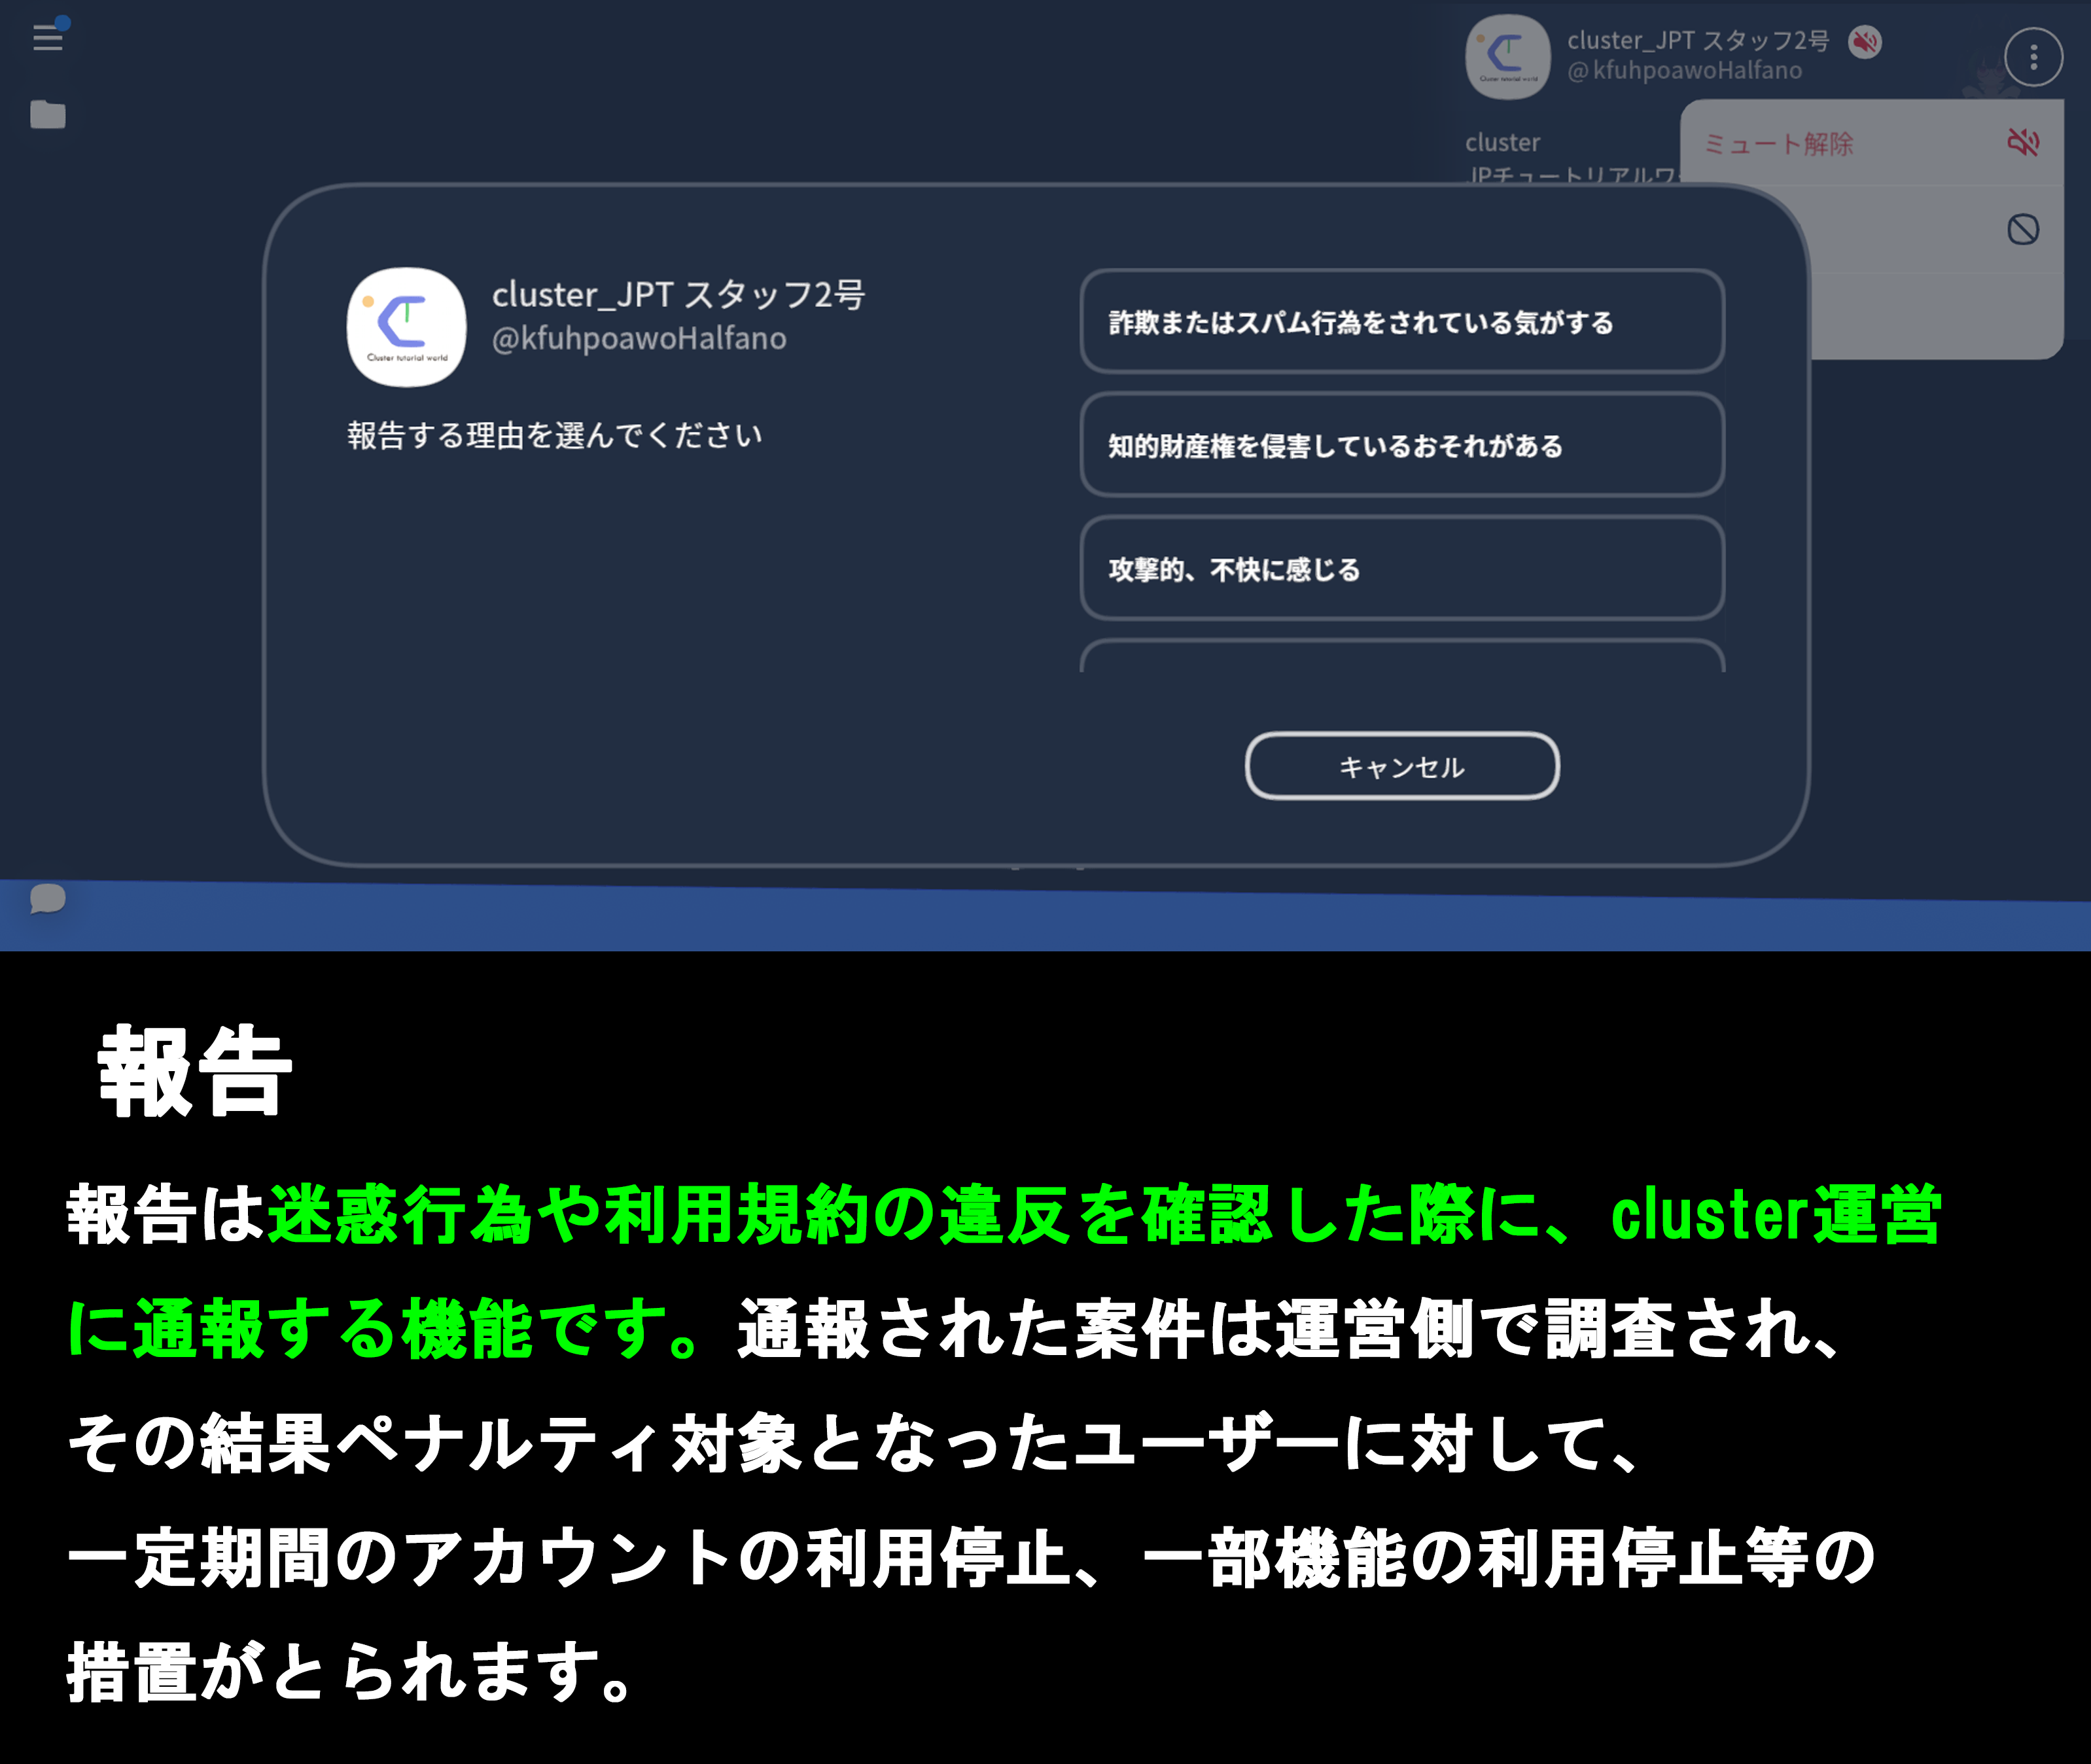 cluster_JPT スタッフ2号
@kfuhpoawoHalfano
cluster
JPチュートリアルワ
ミュート解除
Cluster tutorial world
cluster_JPT スタッフ2号
@kfuhpoawoHalfano
Cluster tutorial world
報告する理由を選んでください
詐欺またはスパム行為をされている気がする
知的財産権を侵害しているおそれがある
攻撃的、不快に感じる
キャンセル
報告
報告は迷惑行為や利用規約の違反を確認した際に、cluster運営
に通報する機能です。通報された案件は運営側で調査され、
その結果ペナルティ対象となったユーザーに対して、
一定期間のアカウントの利用停止、一部機能の利用停止等の
措置がとられます。